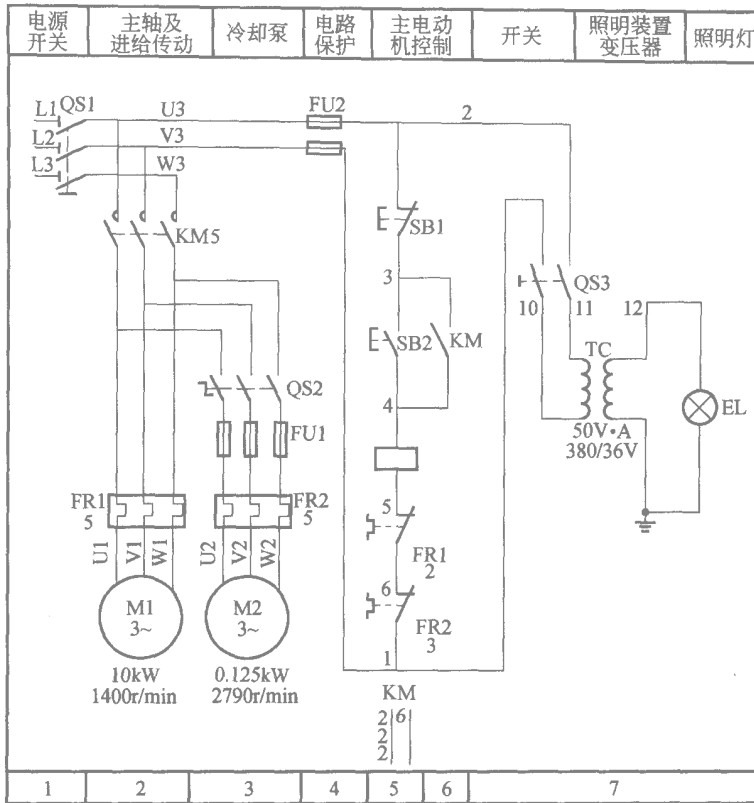 电源
开关
主轴及
进给传动
冷却泵
电路
保护
主电动
机控制
开关
照明装置
变压器
照明灯
L1 QS1
U3
FU2
2
L2
V3
L3
W3
KM5
SB1
3
QS3
10
11
12
SB2
KM
TC
QS2
4
EL
FU1
50V•A
380/36V
FR1
5
FR2
5
5
FR1
2
U1
V1
W1
U2
V2
W2
6
FR2
3
M1
3~
M2
3~
1
10kW
1400r/min
0.125kW
2790r/min
KM
2 6
2
2
1
2
3
4
5
6
7